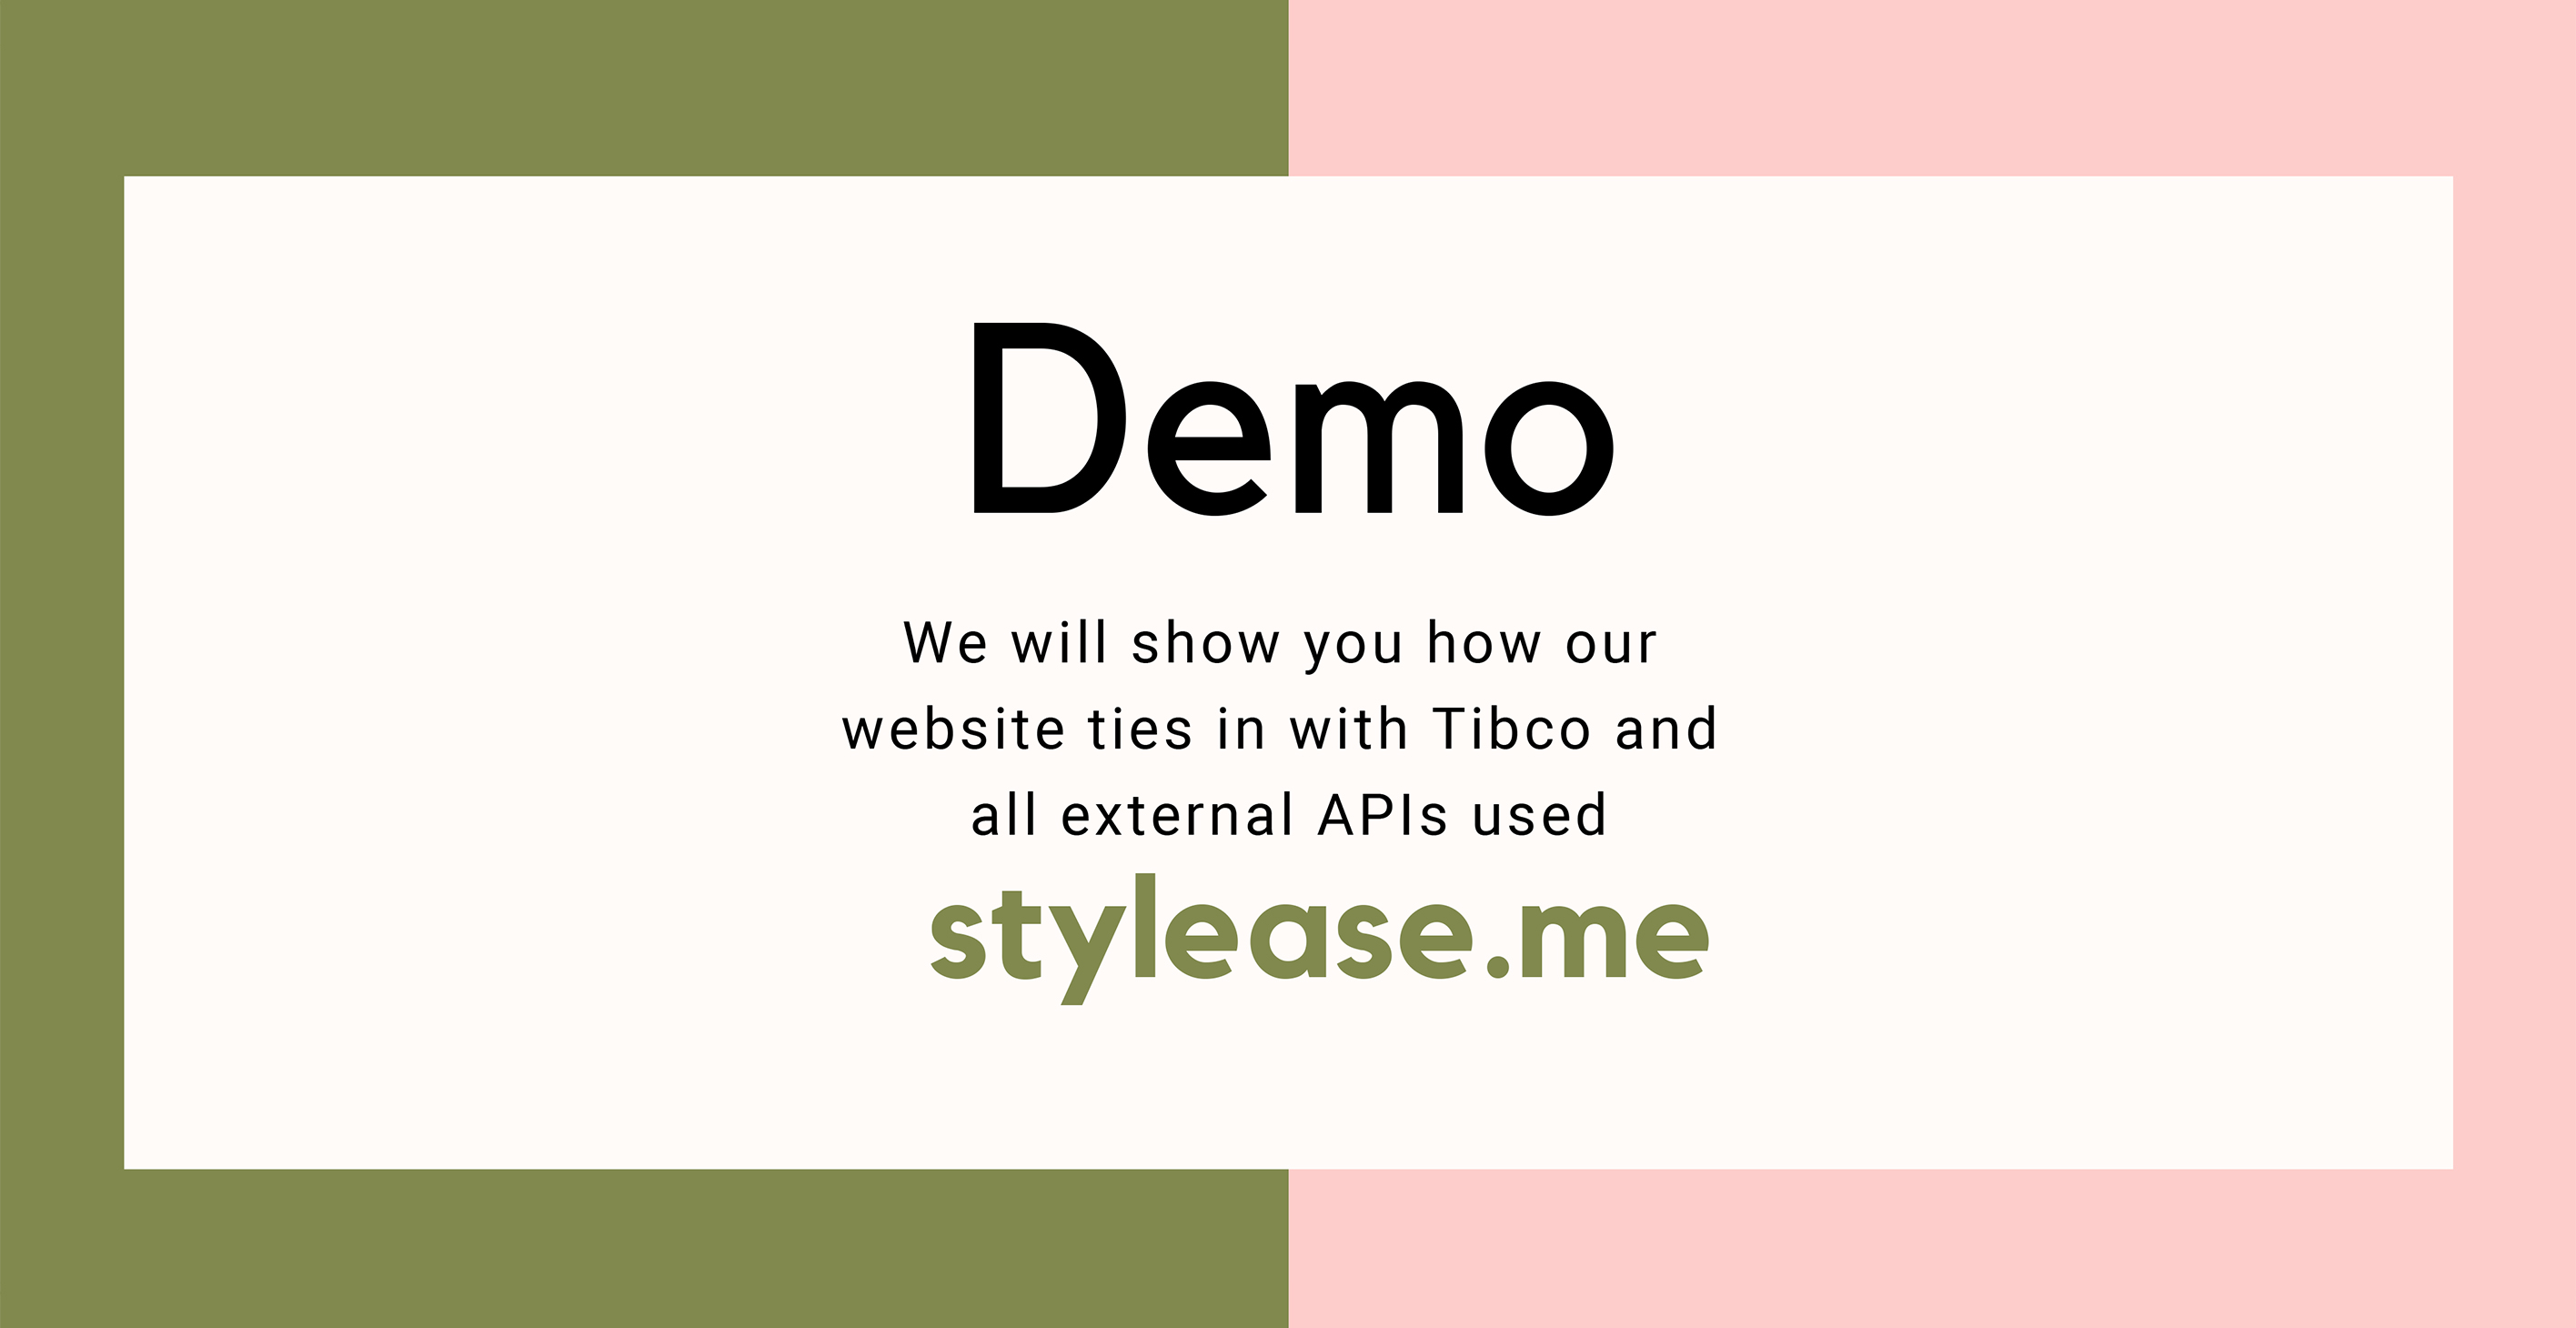 Demo
We will show you how our
website ties in with Tibco and
all external APIs used
stylease.me